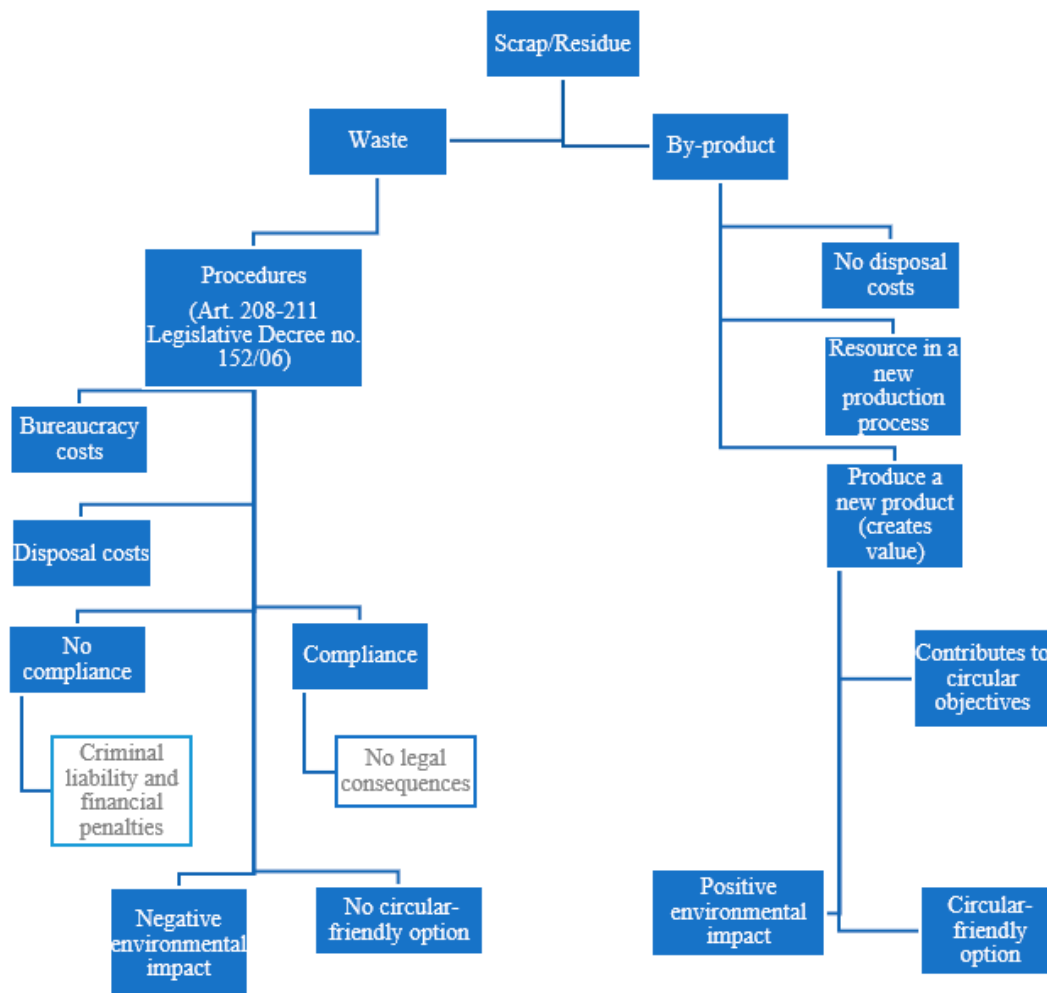 Scrap/Residue
Waste
By-product
Procedures
(Art. 208-211
Legislative Decree no.
152/06)
No disposal
costs
Resource in a
new
production
process
Bureaucracy
costs
Produce a
new product
(creates
value)
Disposal costs
No
compliance
Compliance
Contributes to
circular
objectives
Criminal
liability and
financial
penalties
No legal
consequences
Negative
environmental
impact
No circular-
friendly option
Positive
environmental
impact
Circular-
friendly
option